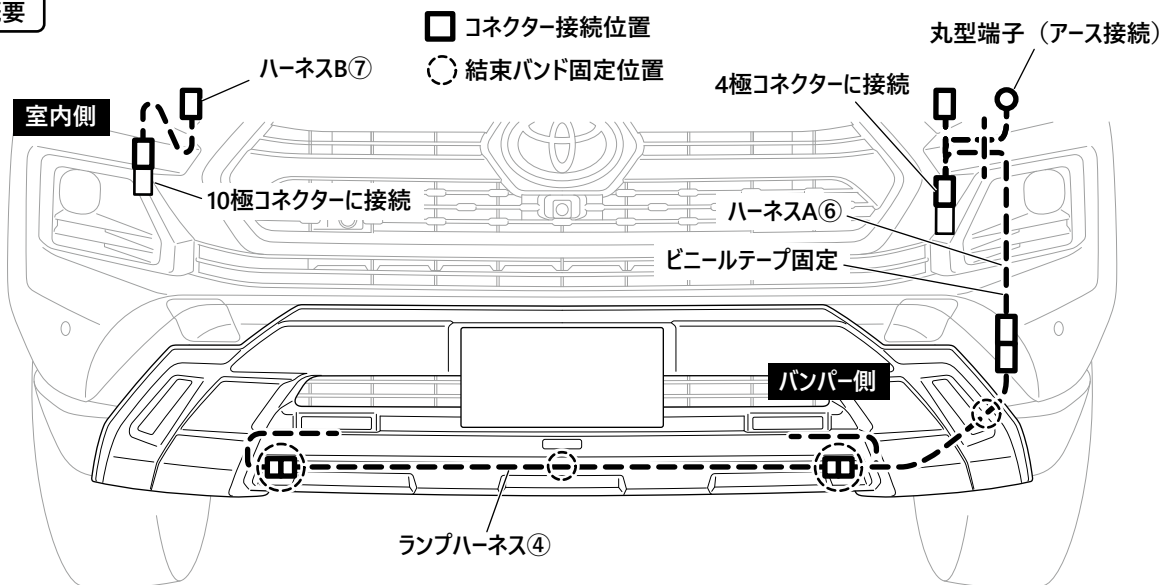 要
コネクター接続位置
丸型端子（アース接続）
ハーネスB⑦
結束バンド固定位置
4極コネクターに接続
室内側
10極コネクターに接続
ハーネスA⑥
ビニールテープ固定
バンパー側
ランプハーネス④